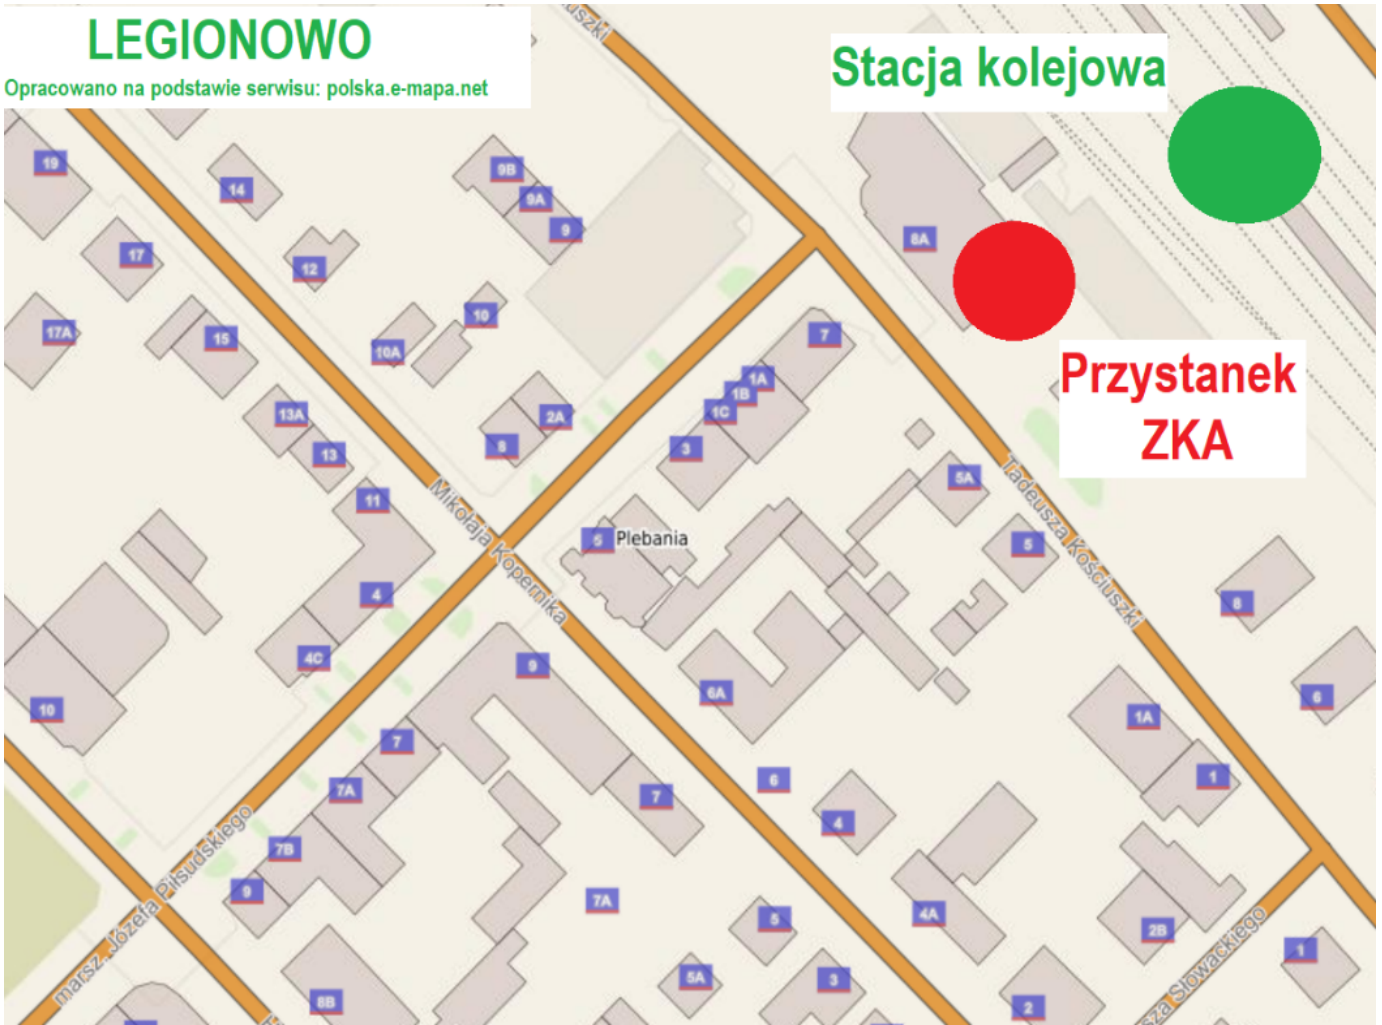 LEGIONOWO
Opracowano na podstawie serwisu: polska.e-mapa.net
Stacja kolejowa
19
14
9B
9A
9
8A
17
12
10
17A
15
10A
7
1A
1B
1C
13A
2A
8
3
13
5A
Przystanek
ZKA
11
Mikołaja Kopernika
5 Plebania
5
Tadeusza Kościuszki
4
8
4C
9
6A
6
10
7
1A
7A
7
6
1
4
marsz. Józefa Piłsudskiego
7B
9
7A
5
4A
2B
1
5A
3
8B
2